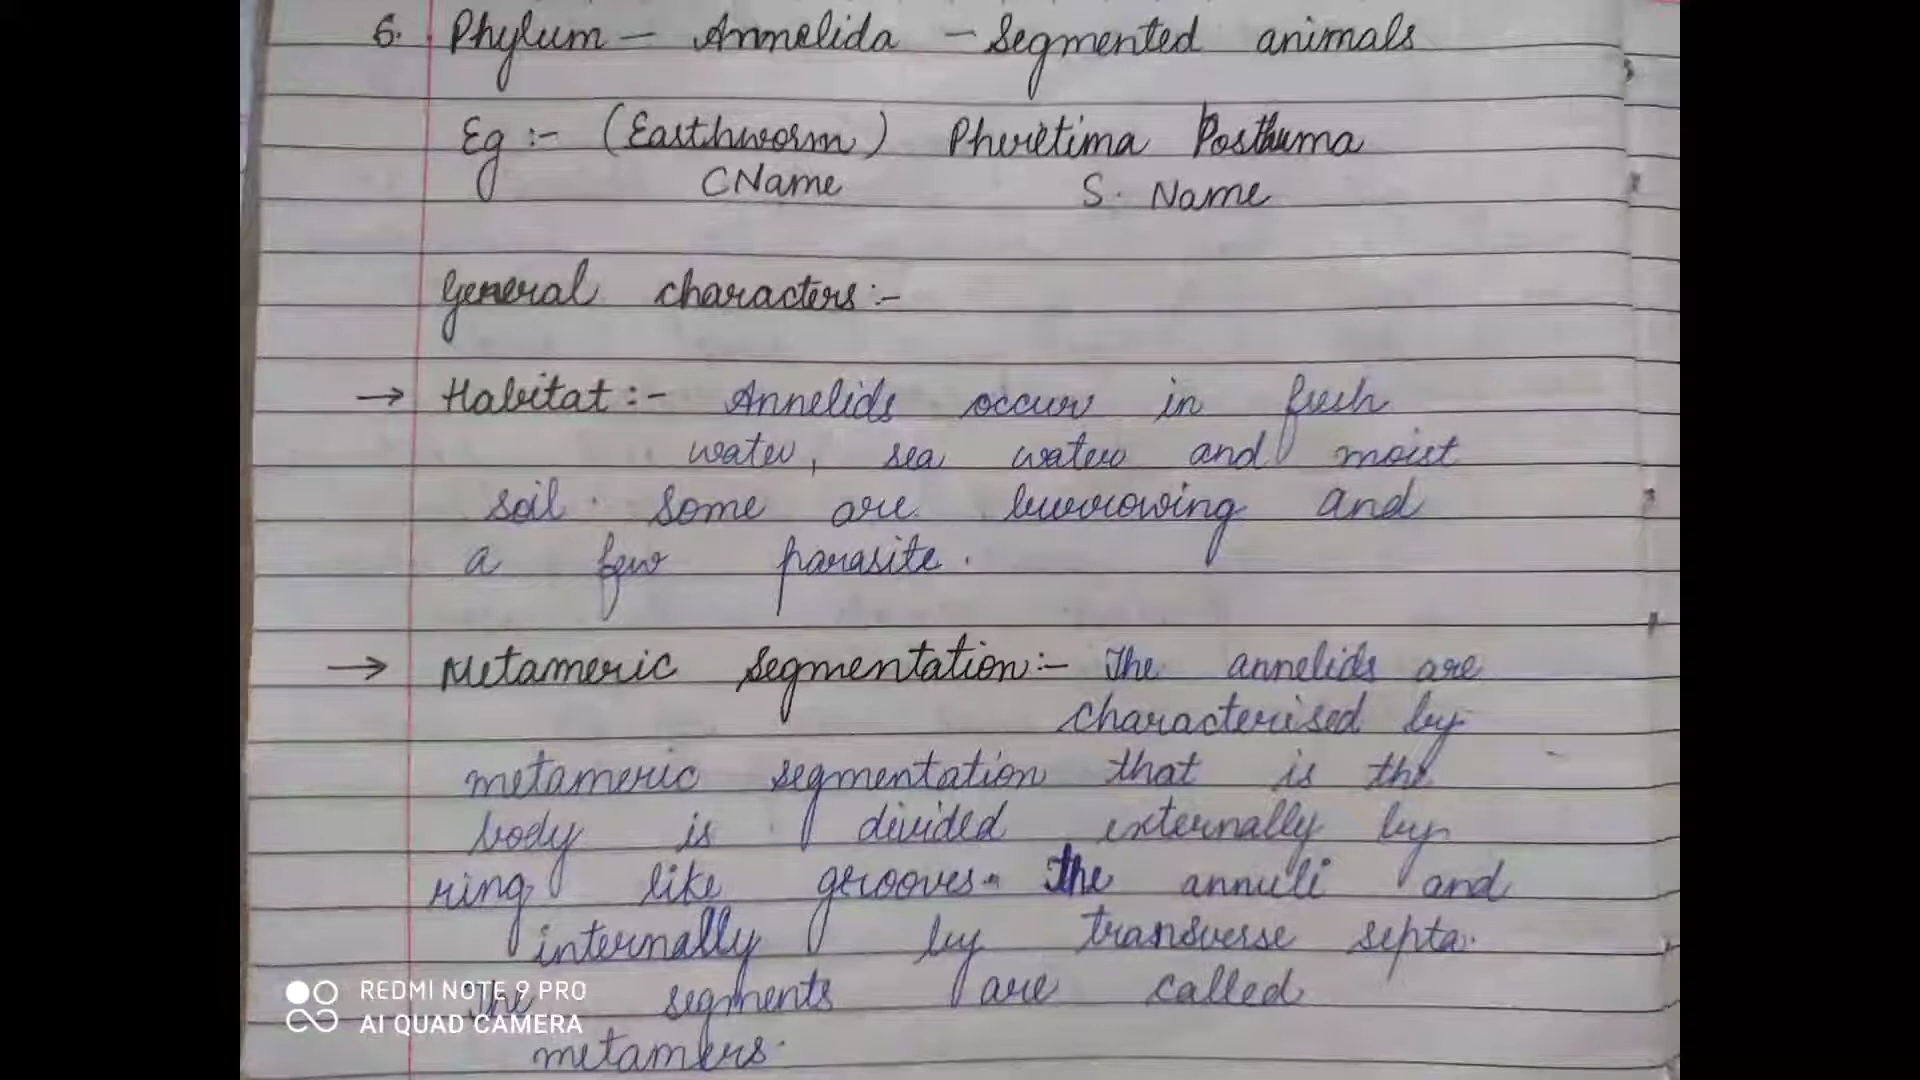 6. Phylum – Annelida – Segmented animals
Eg :- (Earthworm) Pheretima Posthuma
CName S. Name
General characters :-
→ Habitat :- Annelids occur in fresh
water, sea water and moist
soil. Some are burrowing and
a few parasite.
→ Metameric Segmentation :- The annelids are
characterised by
metameric segmentation that is the
body is divided externally by
ring like grooves. The annuli and
internally by transverse septa.
The segments are called
metamers.
REDMI NOTE 9 PRO
AI QUAD CAMERA